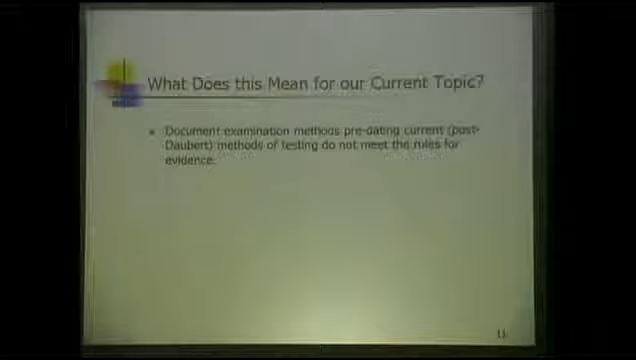 What Does this Mean for our Current Topic?
Document examination methods pre-dating current (post-
Daubert) methods of testing do not meet the rules for
evidence.
11